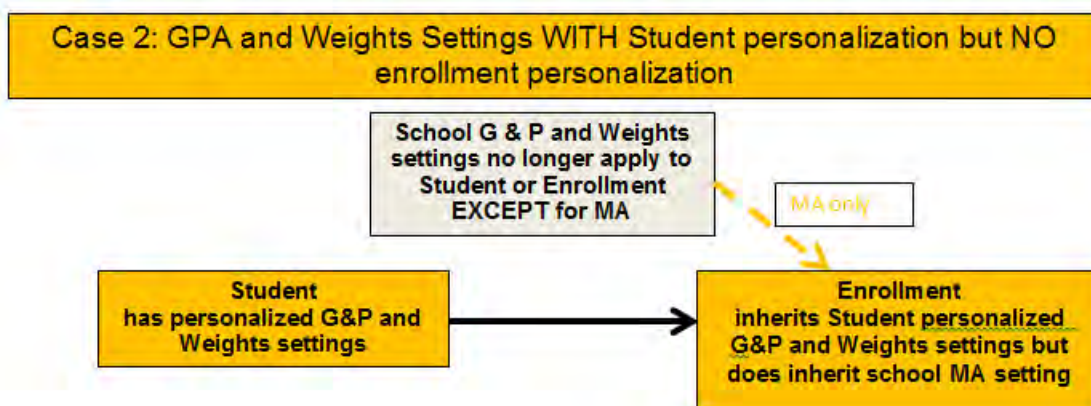 Case 2: GPA and Weights Settings WITH Student personalization but NO
enrollment personalization
School G & P and Weights
settings no longer apply to
Student or Enrollment
EXCEPT for MA
MA only
Student
has personalized G&P and
Weights settings
Enrollment
inherits Student personalized
G&P and Weights settings but
does inherit school MA setting